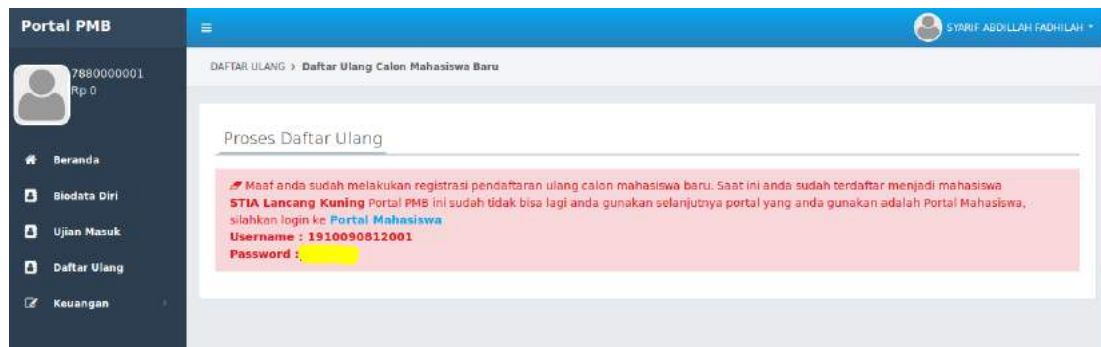 Portal PMB
SYARIF ABDILLAH FADHILAH
7880000001
Rp 0
DAFTAR ULANG > Daftar Ulang Calon Mahasiswa Baru
Beranda
Biodata Diri
Ujian Masuk
Daftar Ulang
Keuangan
Proses Daftar Ulang
Maaf anda sudah melakukan registrasi pendaftaran ulang calon mahasiswa baru. Saat ini anda sudah terdaftar menjadi mahasiswa
STIA Lancang Kuning Portal PMB ini sudah tidak bisa lagi anda gunakan selanjutnya portal yang anda gunakan adalah Portal Mahasiswa,
silahkan login ke Portal Mahasiswa
Username : 1910090812001
Password :